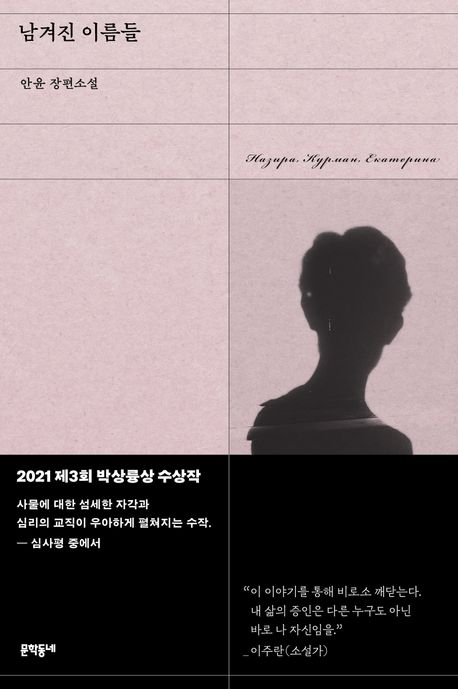 남겨진 이름들
안윤 장편소설
Назира. Курман. Екатерина
2021 제3회 박상륭상 수상작
사물에 대한 섬세한 자각과
심리의 교직이 우아하게 펼쳐지는 수작.
— 심사평 중에서
“이 이야기를 통해 비로소 깨닫는다.
내 삶의 증인은 다른 누구도 아닌
바로 나 자신임을.”
_이주란(소설가)
문학동네